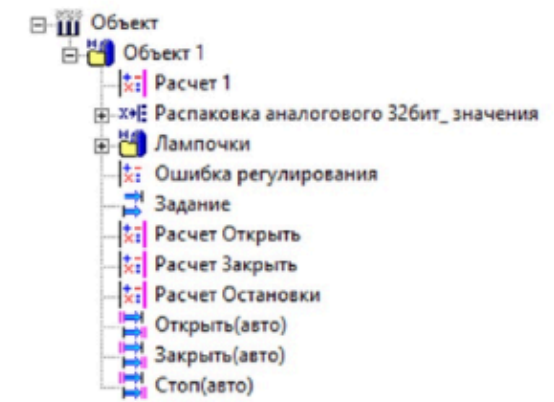 Объект
Объект 1
Расчет 1
Распаковка аналогового 32бит_ значения
Лампочки
Ошибка регулирования
Задание
Расчет Открыть
Расчет Закрыть
Расчет Остановки
Открыть(авто)
Закрыть(авто)
Стоп(авто)